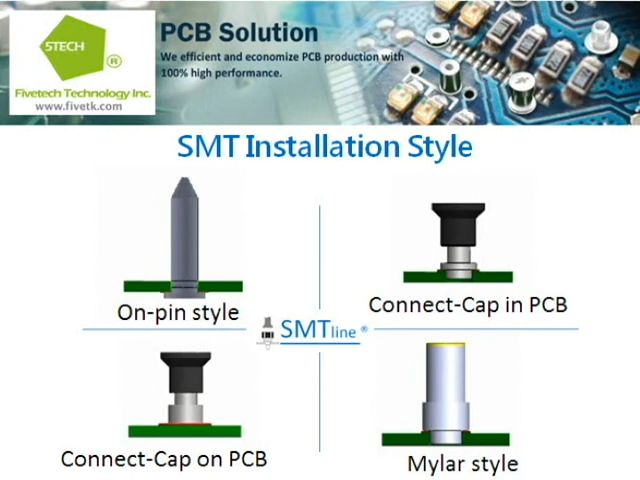 5TECH
®
Fivetech Technology Inc.
www.fivetk.com
PCB Solution
We efficient and economize PCB production with
100% high performance.
SMT Installation Style
On-pin style
Connect-Cap in PCB
SMTline ®
Connect-Cap on PCB
Mylar style